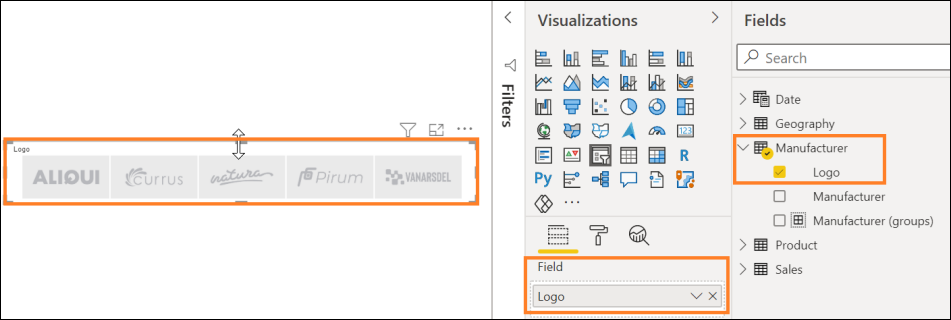 Logo
ALIQUI
Currus
natura
Pirum
VANARSDEL
Filters
Visualizations
123
R
Py
Field
Logo
Fields
Search
Date
Geography
Manufacturer
Logo
Manufacturer
Manufacturer (groups)
Product
Sales